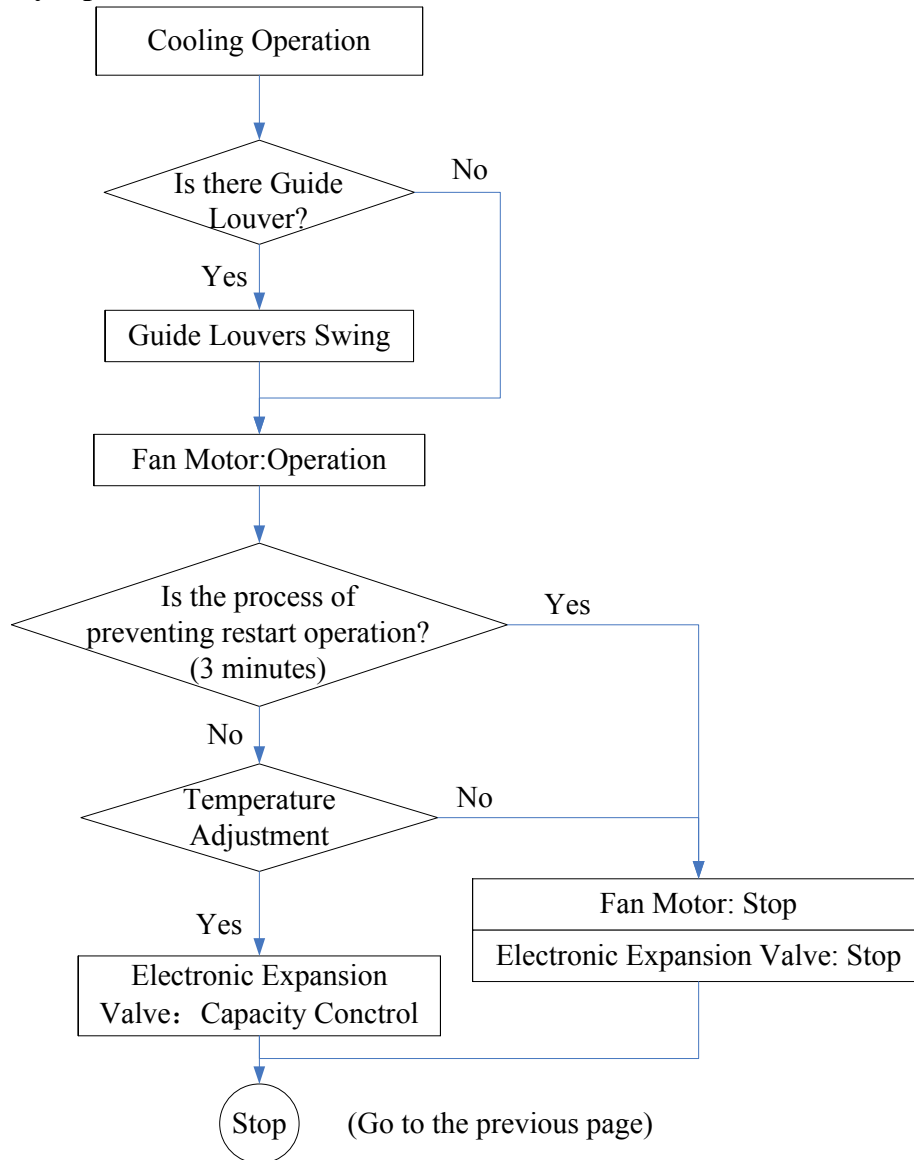 Cooling Operation
Is there Guide
Louver?
No
Yes
Guide Louvers Swing
Fan Motor:Operation
Is the process of
preventing restart operation?
(3 minutes)
Yes
No
Temperature
Adjustment
No
Yes
Fan Motor: Stop
Electronic Expansion Valve: Stop
Electronic Expansion
Valve：Capacity Conctrol
Stop
(Go to the previous page)